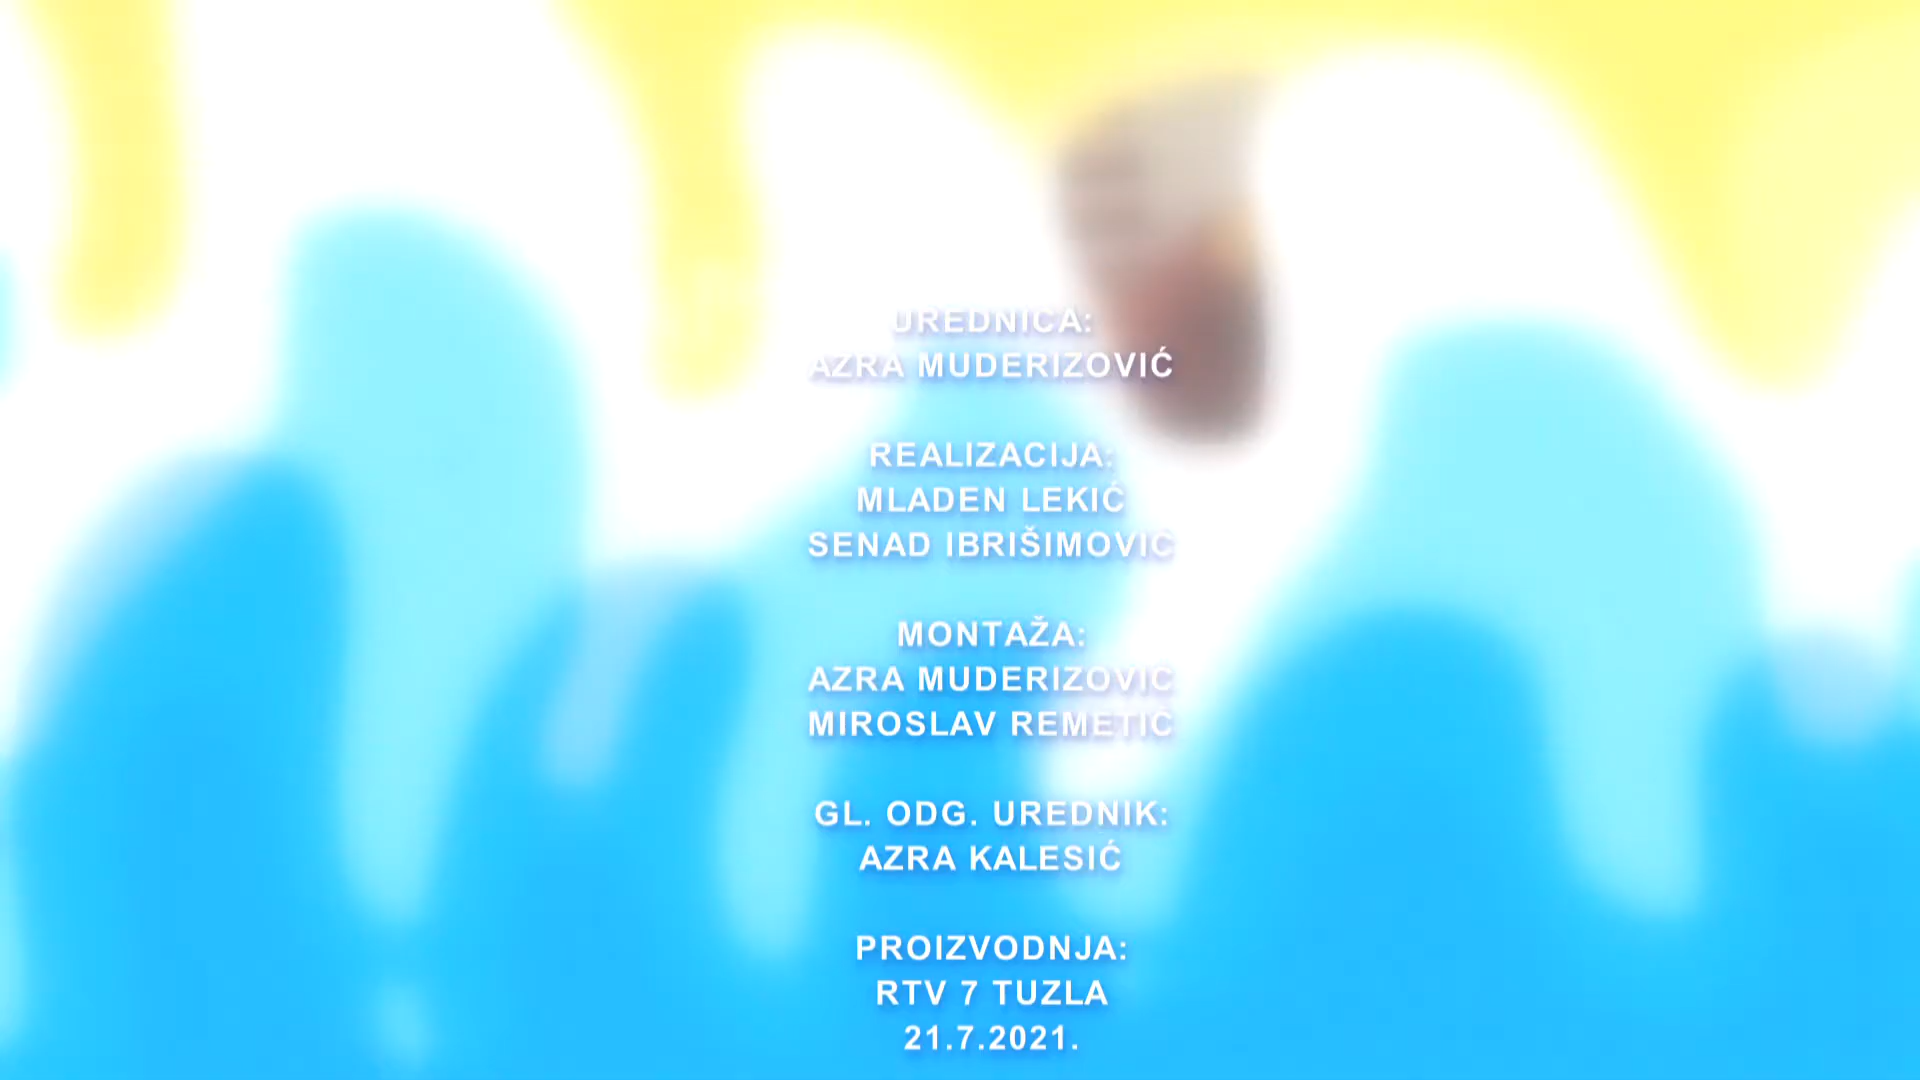 UREDNICA:
AZRA MUDERIZOVIĆ
REALIZACIJA:
MLADEN LEKIĆ
SENAD IBRIŠIMOVIĆ
MONTAŽA:
AZRA MUDERIZOVIĆ
MIROSLAV REMETIĆ
GL. ODG. UREDNIK:
AZRA KALESIĆ
PROIZVODNJA:
RTV 7 TUZLA
21.7.2021.